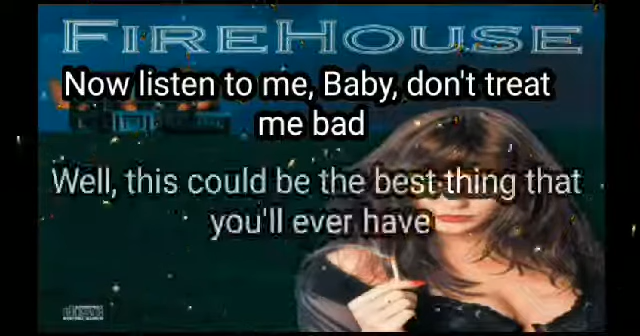 FIREHOUSE
Now listen to me, Baby, don't treat
me bad
Well, this could be the best thing that
you'll ever have